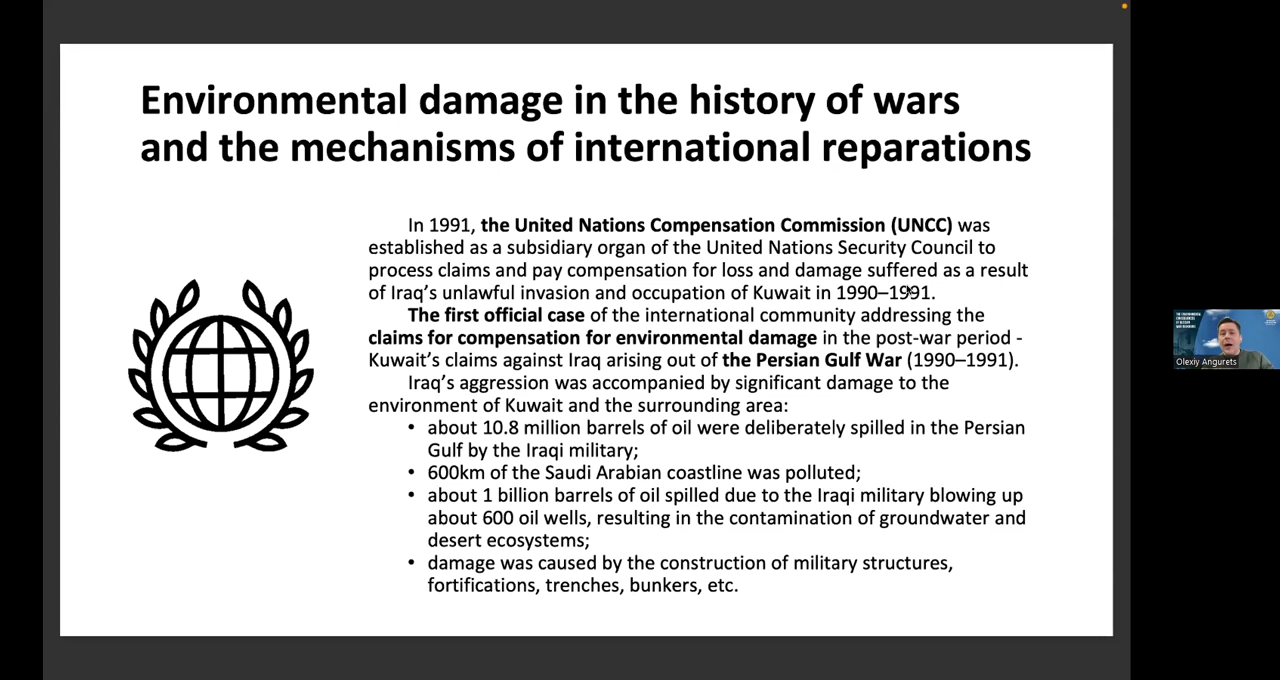 Environmental damage in the history of wars
and the mechanisms of international reparations
In 1991, the United Nations Compensation Commission (UNCC) was
established as a subsidiary organ of the United Nations Security Council to
process claims and pay compensation for loss and damage suffered as a result
of Iraq's unlawful invasion and occupation of Kuwait in 1990–1991.
The first official case of the international community addressing the
claims for compensation for environmental damage in the post-war period -
Kuwait's claims against Iraq arising out of the Persian Gulf War (1990–1991).
Iraq's aggression was accompanied by significant damage to the
environment of Kuwait and the surrounding area:
• about 10.8 million barrels of oil were deliberately spilled in the Persian
Gulf by the Iraqi military;
• 600km of the Saudi Arabian coastline was polluted;
• about 1 billion barrels of oil spilled due to the Iraqi military blowing up
about 600 oil wells, resulting in the contamination of groundwater and
desert ecosystems;
• damage was caused by the construction of military structures,
fortifications, trenches, bunkers, etc.
Olexiy Angurets